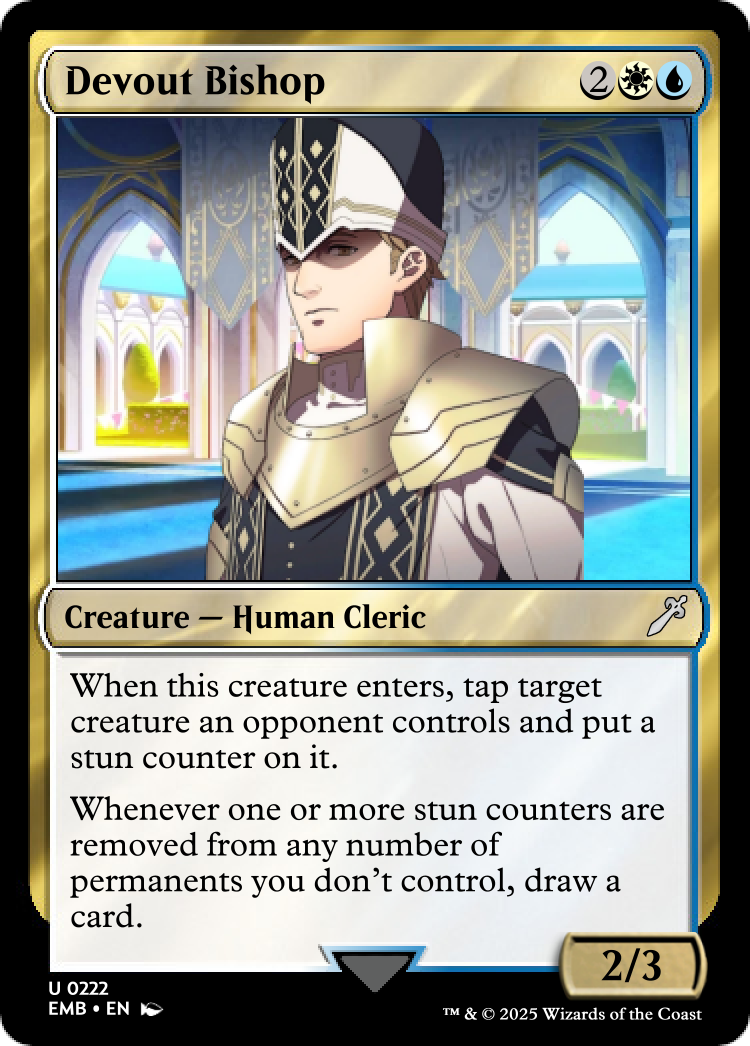 Devout Bishop 2
Creature — Human Cleric
When this creature enters, tap target
creature an opponent controls and put a
stun counter on it.
Whenever one or more stun counters are
removed from any number of
permanents you don't control, draw a
card.
2/3
U 0222
EMB • EN
™ & © 2025 Wizards of the Coast